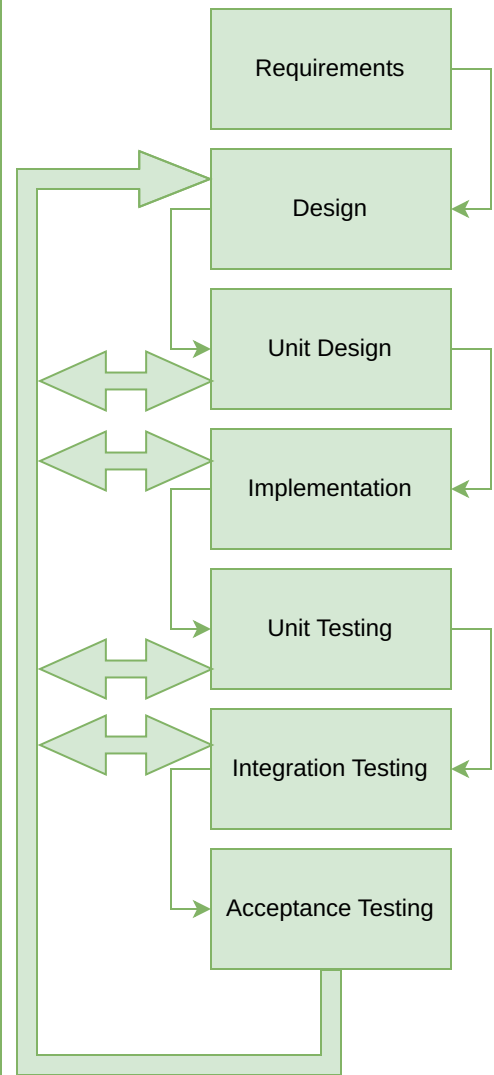 Requirements
Design
Unit Design
Implementation
Unit Testing
Integration Testing
Acceptance Testing